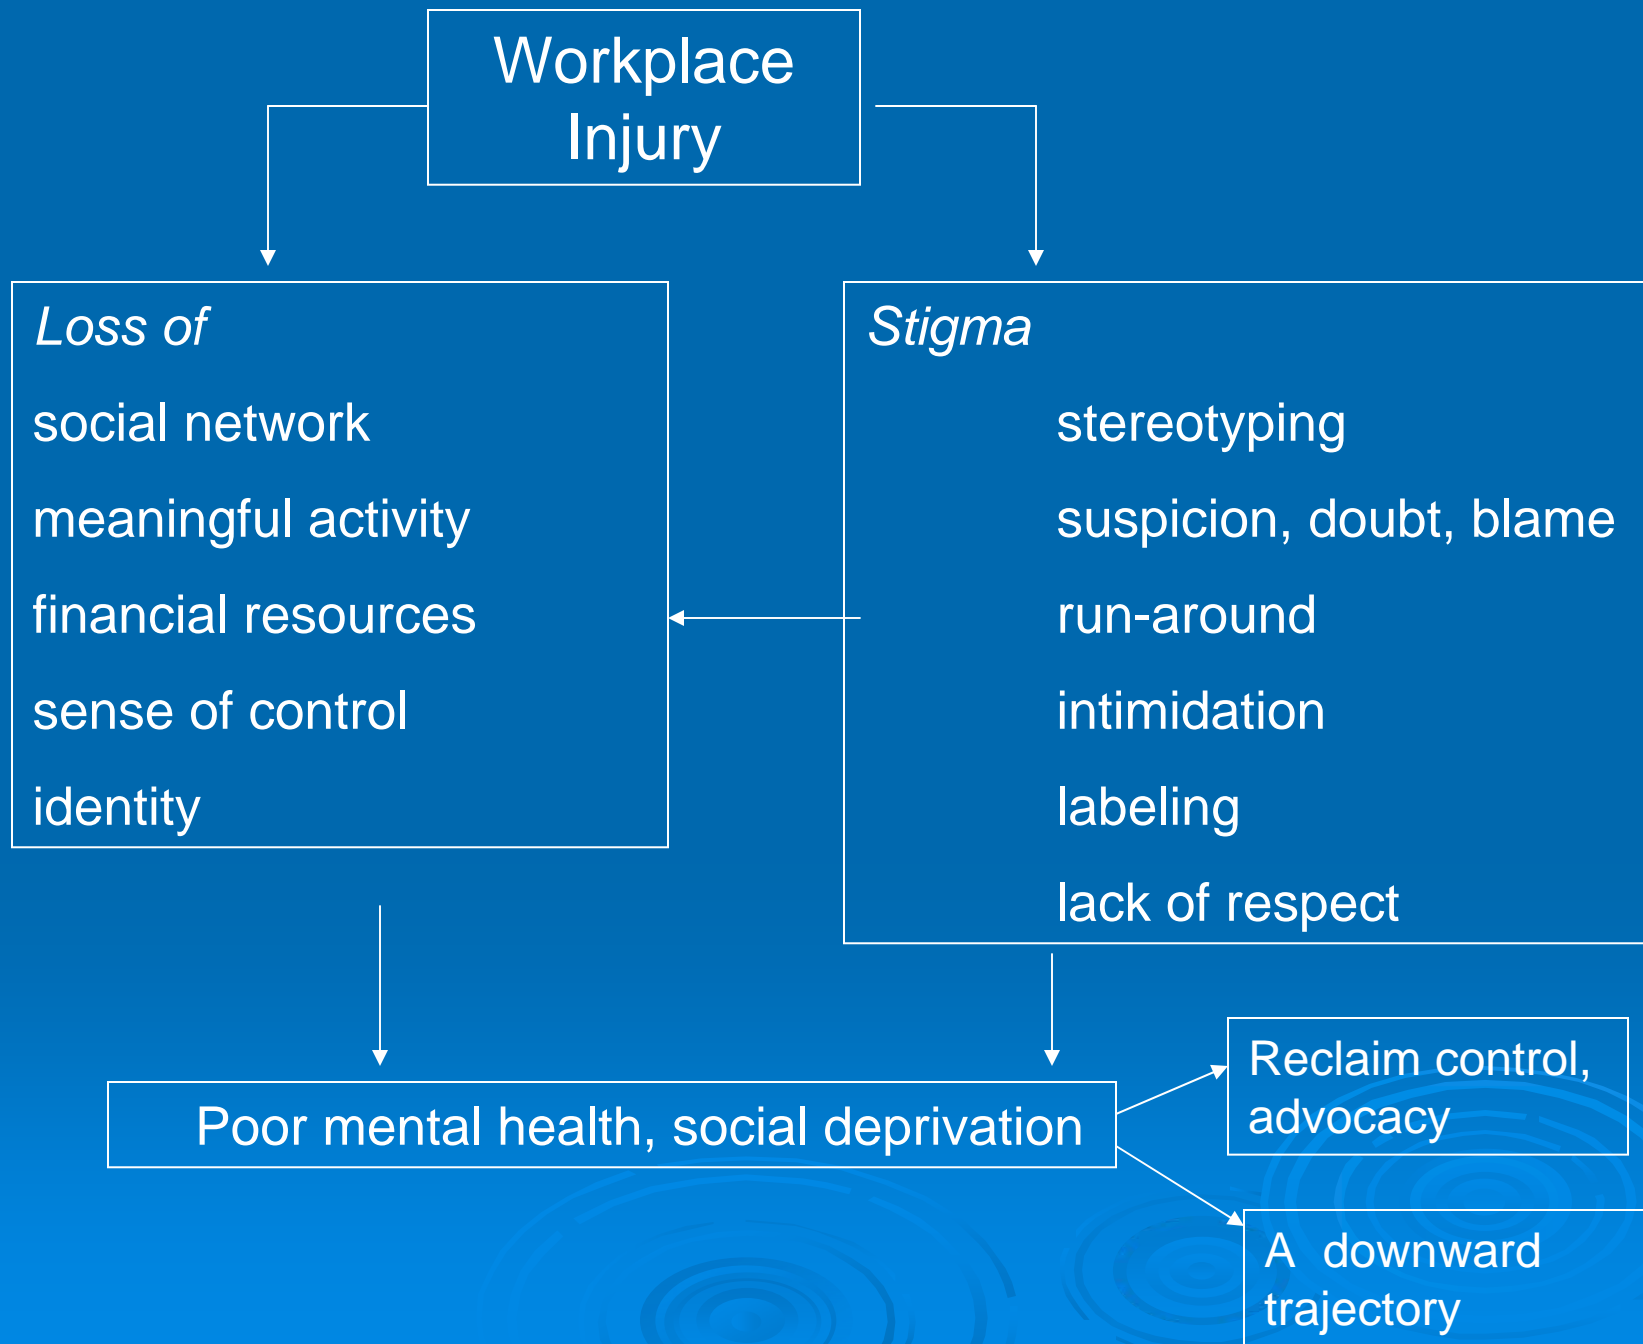 Workplace
Injury
Loss of
social network
meaningful activity
financial resources
sense of control
identity
Stigma
stereotyping
suspicion, doubt, blame
run-around
intimidation
labeling
lack of respect
Poor mental health, social deprivation
Reclaim control,
advocacy
A downward
trajectory